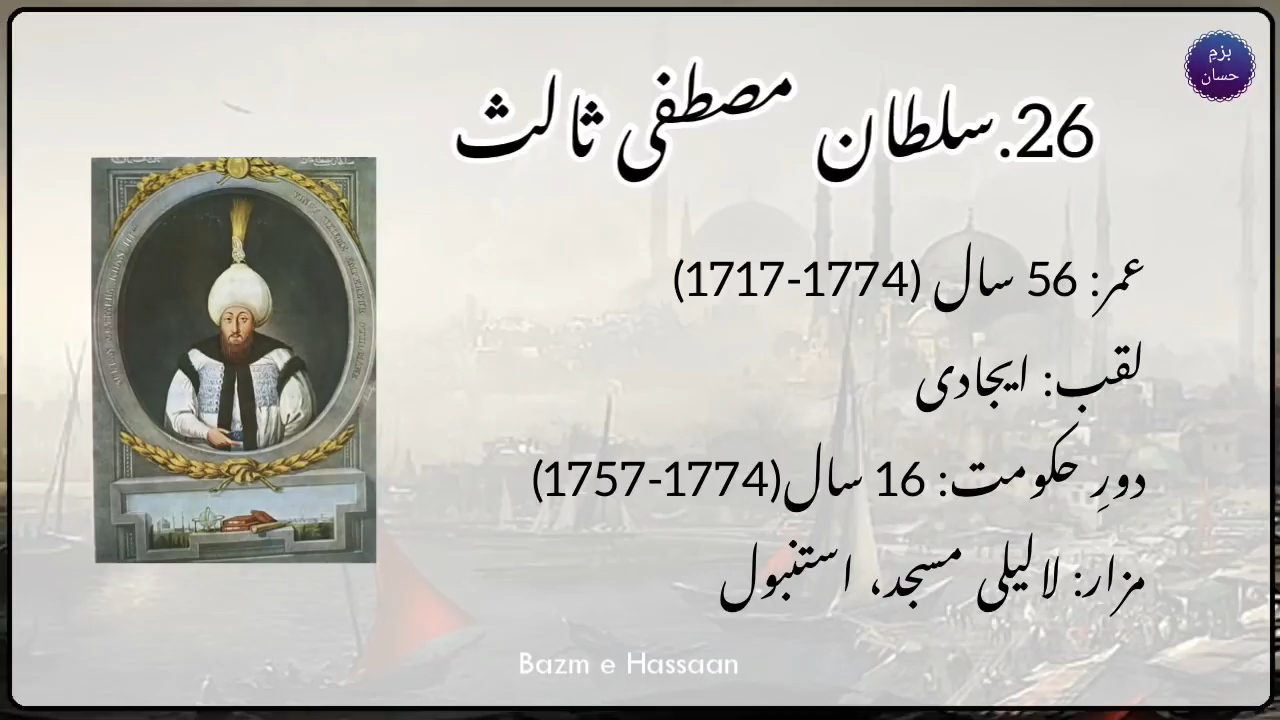 بزمِ
حسان
26.سلطان مصطفی ثالث
عمر: 56 سال (1717-1774)
لقب: ایجادی
دورِ حکومت: 16 سال(1757-1774)
مزار: لالیلی مسجد، استنبول
Bazm e Hassaan